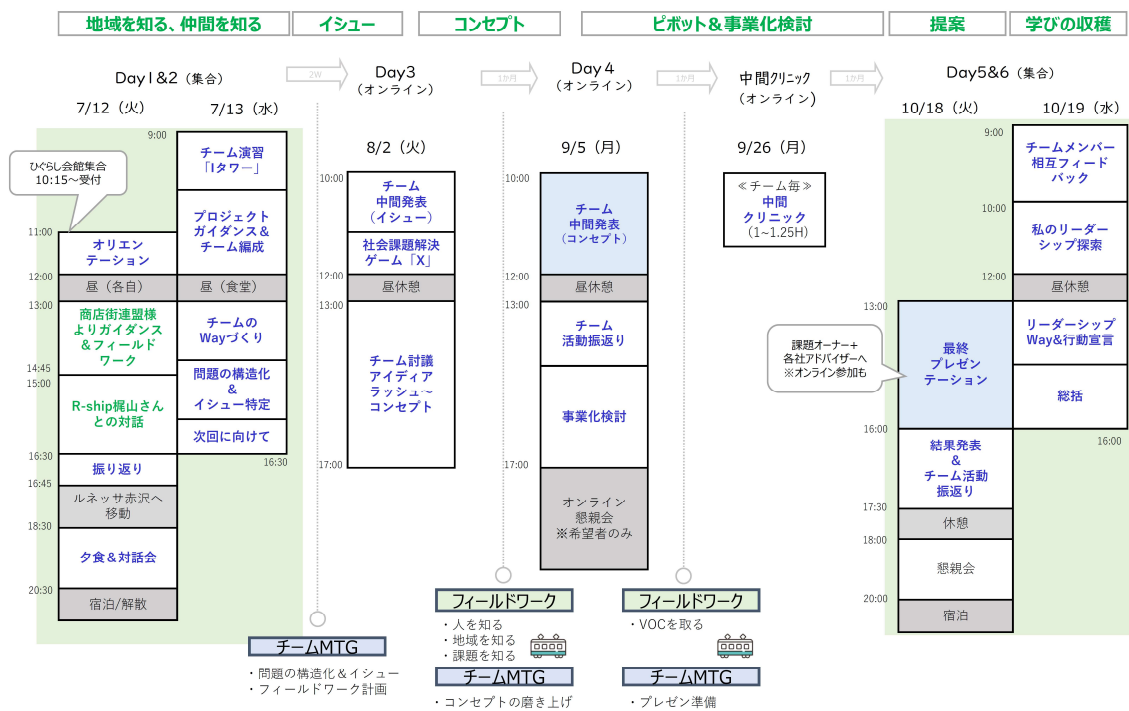 地域を知る、仲間を知る
イシュー
コンセプト
ピボット＆事業化検討
提案
学びの収穫
Day1&2（集合）
2W
Day3
（オンライン）
1か月
Day4
（オンライン）
1か月
中間クリニック
（オンライン）
1か月
Day5&6（集合）
7/12（火）
7/13（水）
8/2（火）
9/5（月）
9/26（月）
10/18（火）
10/19（水）
ひぐらし会館集合
10:15～受付
11:00
オリエン
テーション
12:00
昼（各自）
13:00
商店街連盟様
よりガイダンス
＆フィールド
ワーク
14:45
15:00
R-ship梶山さん
との対話
16:30
振り返り
16:45
ルネッサ赤沢へ
移動
18:30
夕食＆対話会
20:30
宿泊/解散
9:00
チーム演習
「Iタワー」
プロジェクト
ガイダンス＆
チーム編成
昼（食堂）
チームの
Wayづくり
問題の構造化
＆
イシュー特定
次回に向けて
16:30
10:00
チーム
中間発表
（イシュー）
社会課題解決
ゲーム「X」
12:00
昼休憩
13:00
チーム討議
アイディア
ラッシュ～
コンセプト
17:00
10:00
チーム
中間発表
（コンセプト）
12:00
昼休憩
13:00
チーム
活動振返り
事業化検討
17:00
オンライン
懇親会
※希望者のみ
≪チーム毎≫
中間
クリニック
（1~1.25H）
課題オーナー＋
各社アドバイザーへ
※オンライン参加も
13:00
最終
プレゼン
テーション
16:00
結果発表
＆
チーム活動
振返り
17:30
休憩
18:00
懇親会
20:00
宿泊
9:00
チームメンバー
相互フィード
バック
10:00
私のリーダー
シップ探索
12:00
昼休憩
リーダーシップ
Way&行動宣言
総括
16:00
チームMTG
・問題の構造化＆イシュー
・フィールドワーク計画
フィールドワーク
・人を知る
・地域を知る
・課題を知る
チームMTG
・コンセプトの磨き上げ
フィールドワーク
・VOCを取る
チームMTG
・プレゼン準備